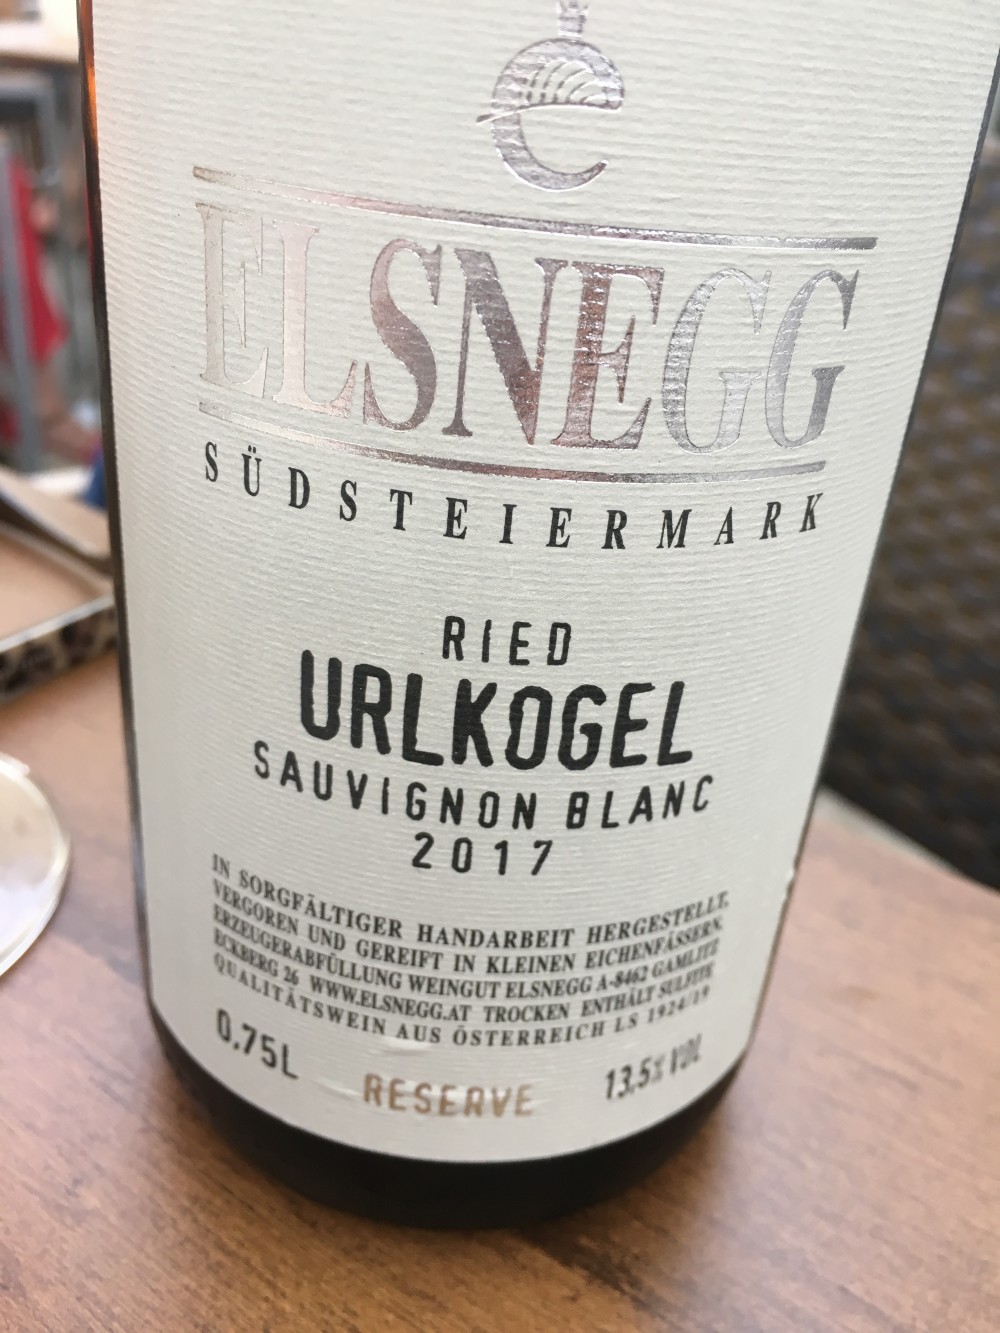 e
ELSNEGG
SÜDSTEIERMARK
RIED
URLKOGEL
SAUVIGNON BLANC
2017
IN SORGFÄLTIGER HANDARBEIT HERGESTELLT,
VERGOREN UND GEREIFT IN KLEINEN EICHENFÄSSERN.
ERZEUGERABFÜLLUNG WEINGUT ELSNEGG A-8462 GAMLITZ
ECKBERG 26 WWW.ELSNEGG.AT TROCKEN ENTHÄLT SULFITE
QUALITÄTSWEIN AUS ÖSTERREICH LS 1924/19
0,75L RESERVE 13,5% VOL